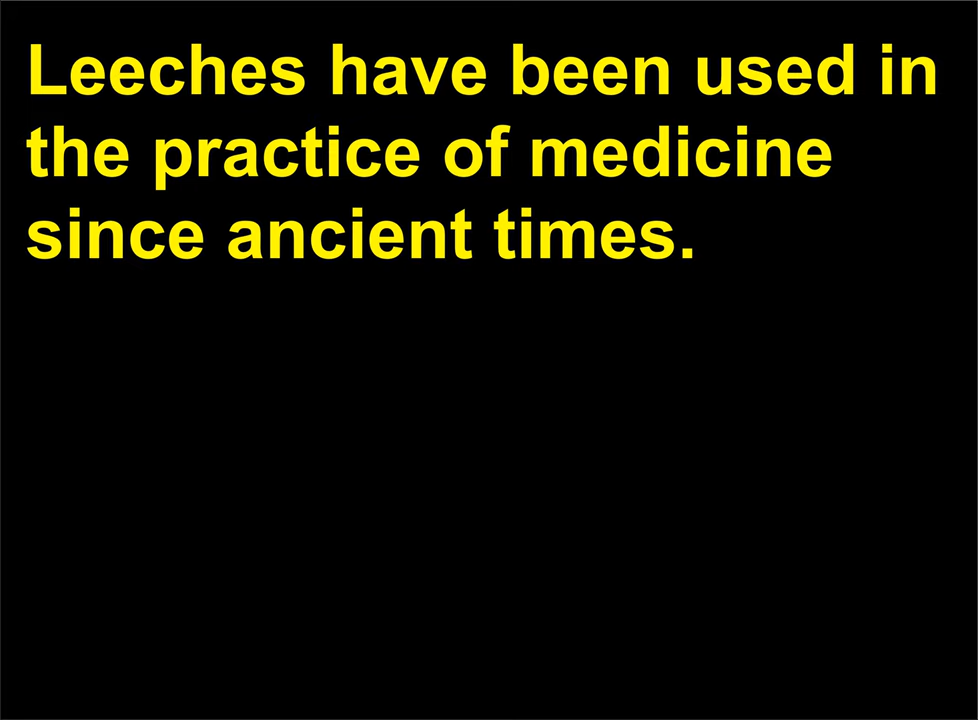 Leeches have been used in
the practice of medicine
since ancient times.